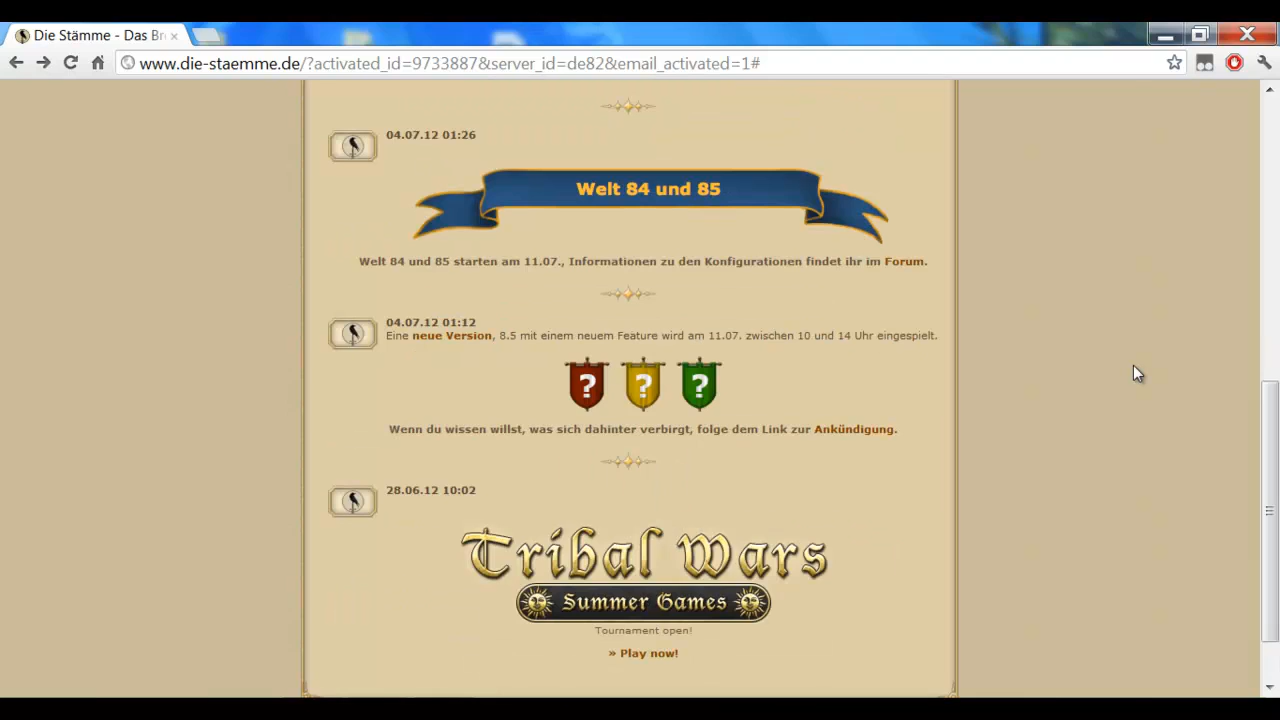 Die Stämme - Das Br
www.die-staemme.de/?activated_id=9733887&server_id=de82&email_activated=1#
04.07.12 01:26
Welt 84 und 85
Welt 84 und 85 starten am 11.07., Informationen zu den Konfigurationen findet ihr im Forum.
04.07.12 01:12
Eine neue Version, 8.5 mit einem neuem Feature wird am 11.07. zwischen 10 und 14 Uhr eingespielt.
? ? ?
Wenn du wissen willst, was sich dahinter verbirgt, folge dem Link zur Ankündigung.
28.06.12 10:02
Tribal Wars
Summer Games
Tournament open!
» Play now!